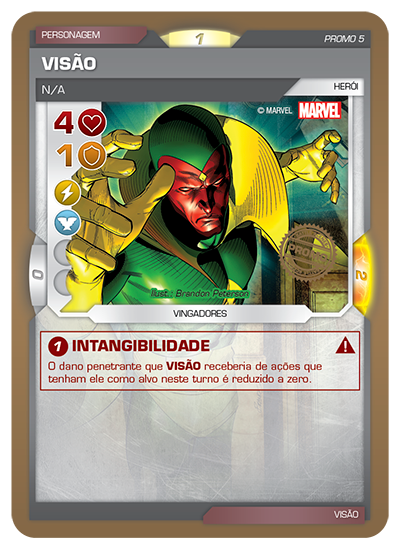 PERSONAGEM
1
PROMO 5
VISÃO
N/A
HERÓI
4
© MARVEL MARVEL
1
PROMO
0
2
Ilust.: Brandon Peterson
VINGADORES
1 INTANGIBILIDADE
O dano penetrante que VISÃO receberia de ações que
tenham ele como alvo neste turno é reduzido a zero.
VISÃO